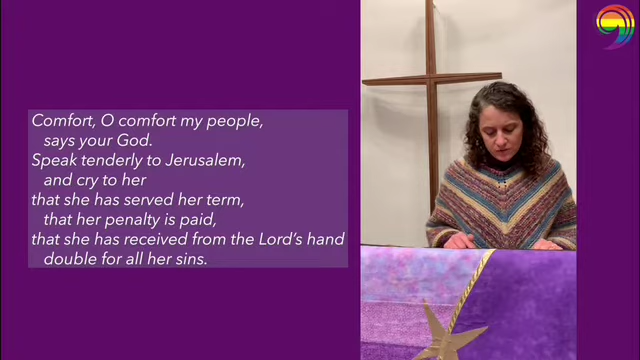 Comfort, O comfort my people,
says your God.
Speak tenderly to Jerusalem,
and cry to her
that she has served her term,
that her penalty is paid,
that she has received from the Lord's hand
double for all her sins.